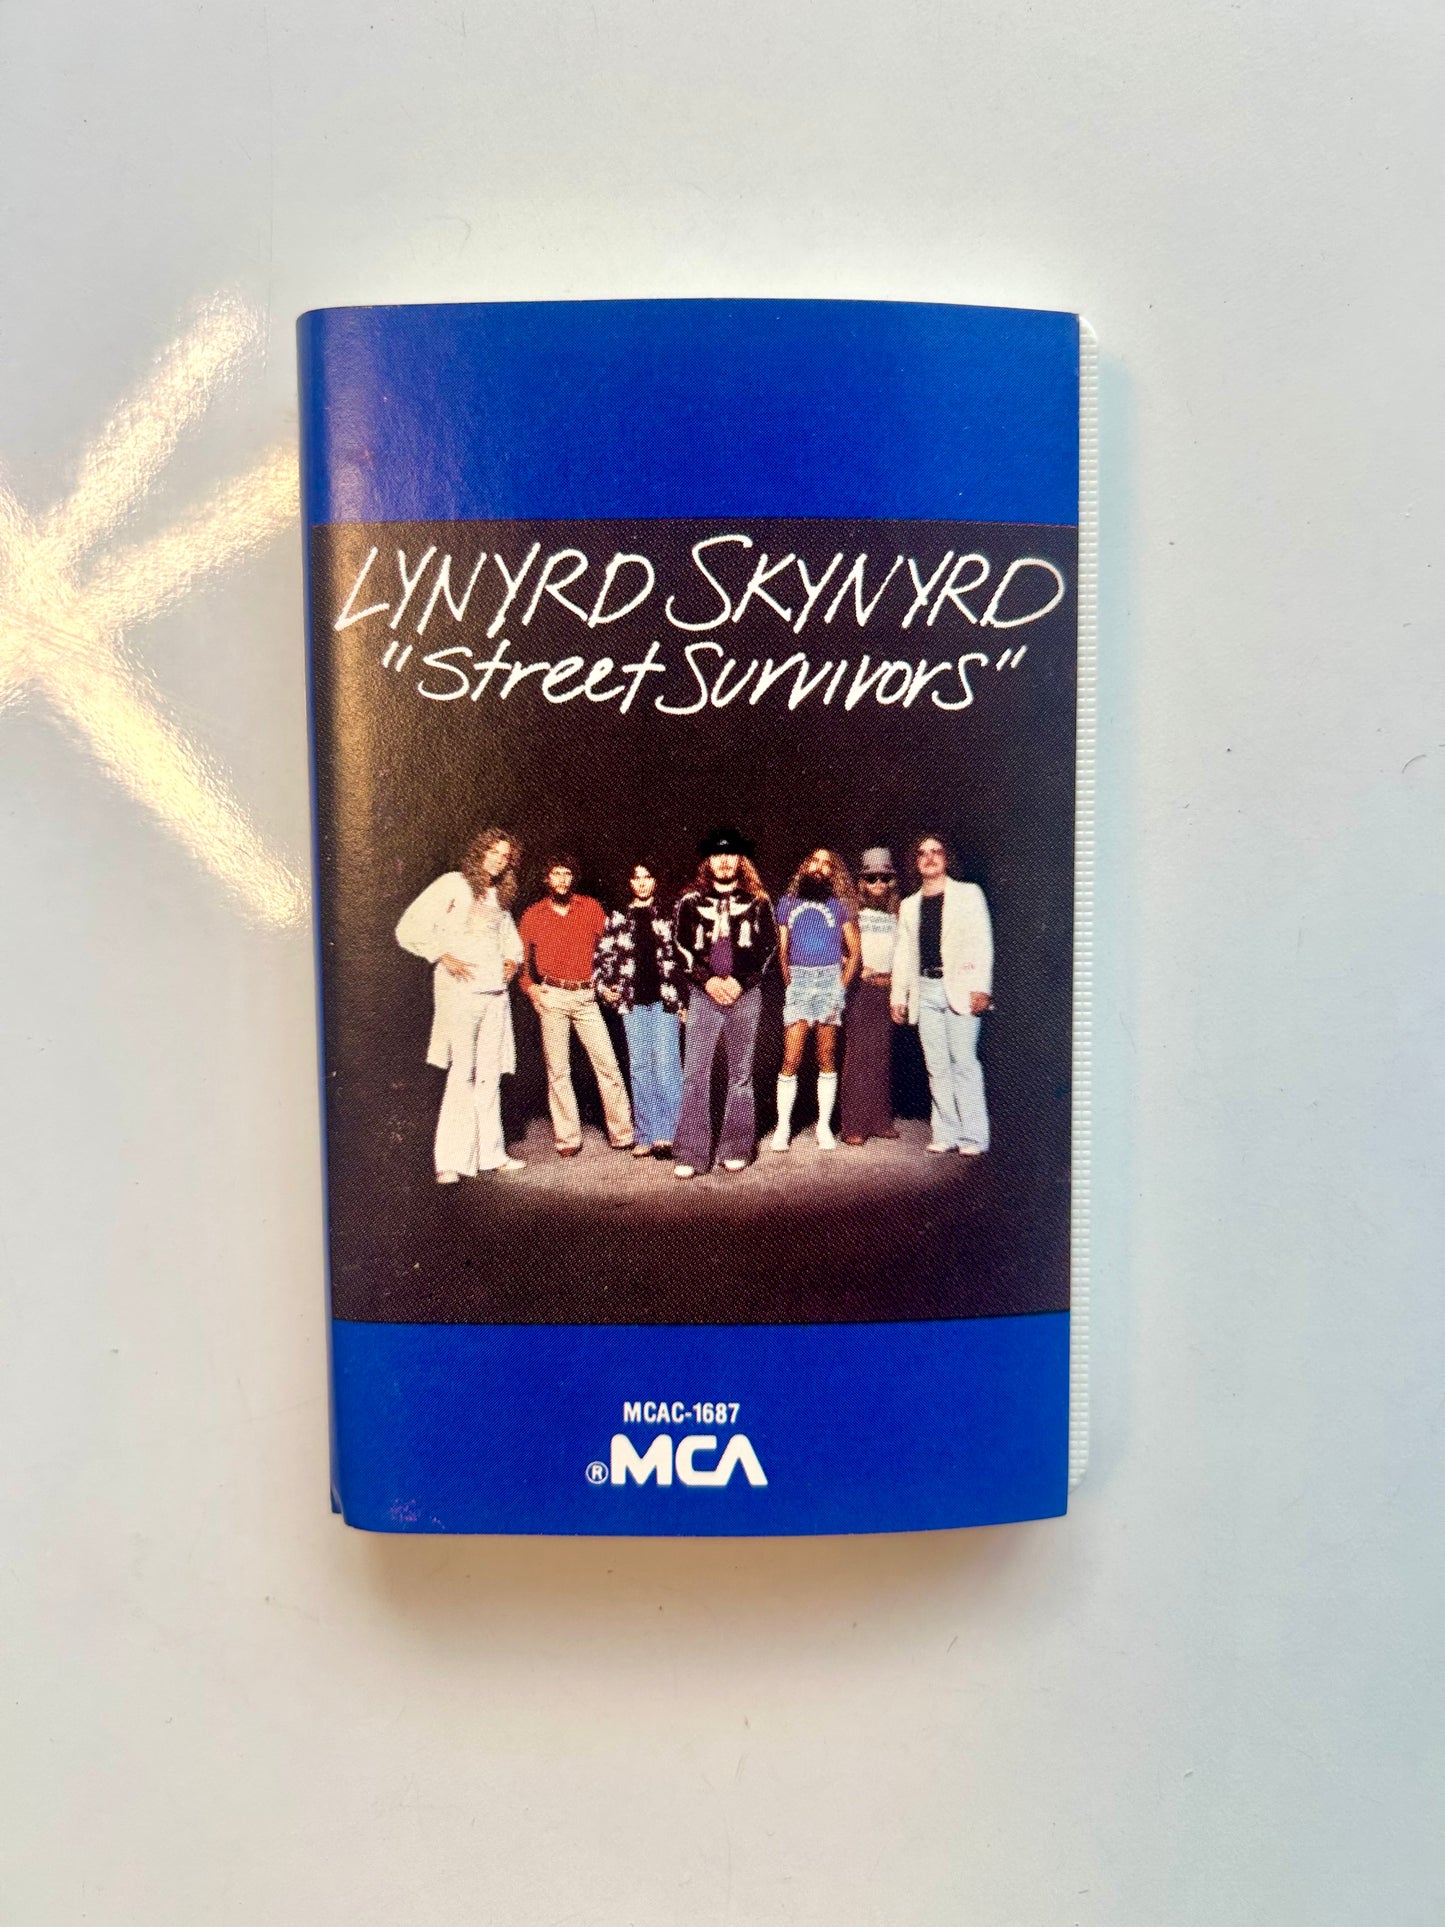 LYNYRD SKYNYRD
"Street Survivors"
MCAC-1687
®MCA